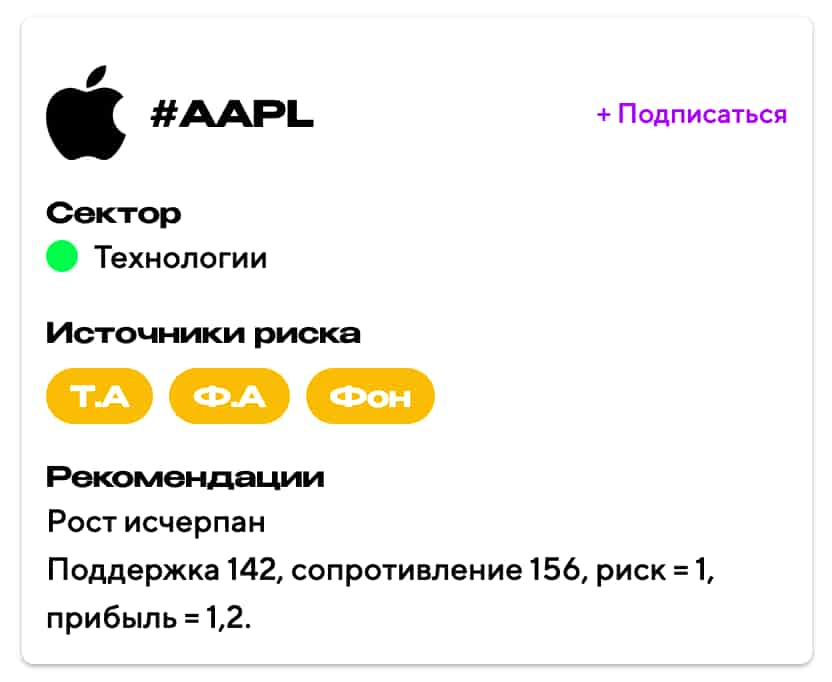 #AAPL
+ Подписаться
Сектор
Технологии
Источники риска
Т.А
Ф.А
Фон
Рекомендации
Рост исчерпан
Поддержка 142, сопротивление 156, риск = 1,
прибыль = 1,2.